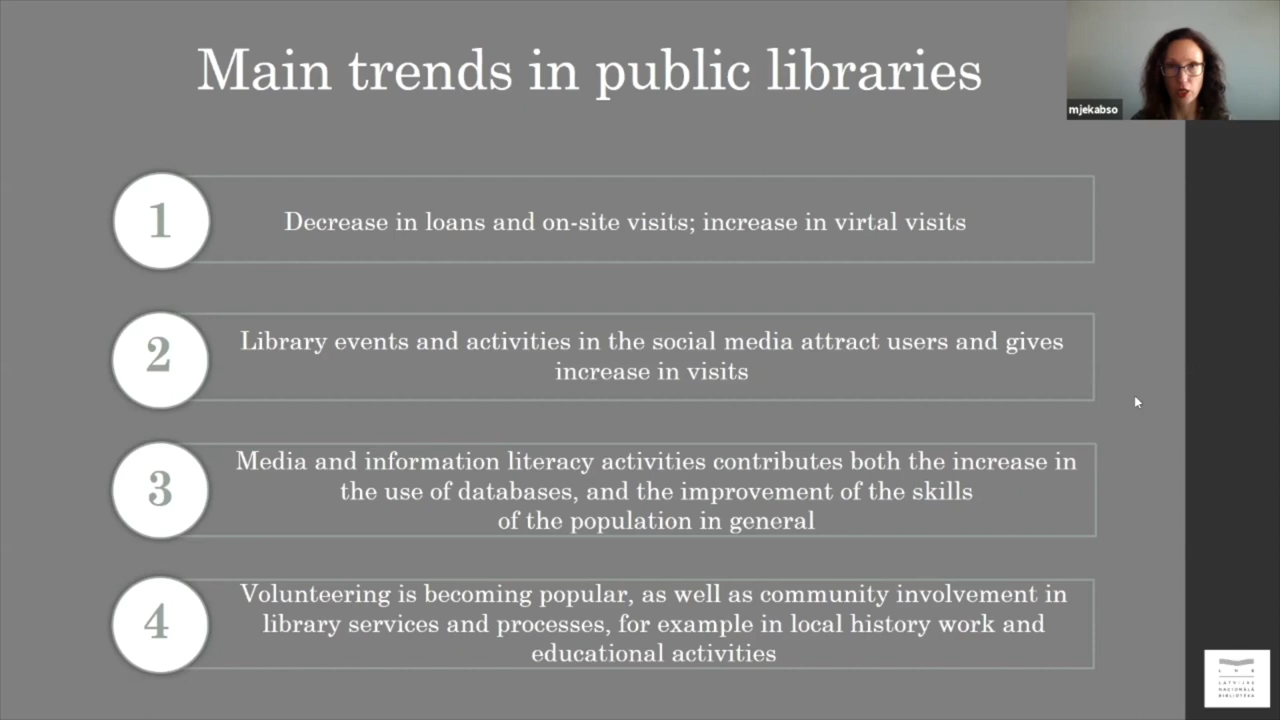 Main trends in public libraries
mjekabso
1
Decrease in loans and on-site visits; increase in virtal visits
2
Library events and activities in the social media attract users and gives
increase in visits
3
Media and information literacy activities contributes both the increase in
the use of databases, and the improvement of the skills
of the population in general
4
Volunteering is becoming popular, as well as community involvement in
library services and processes, for example in local history work and
educational activities
L N B
LATVIJAS
NACIONĀLĀ
BIBLIOTĒKA